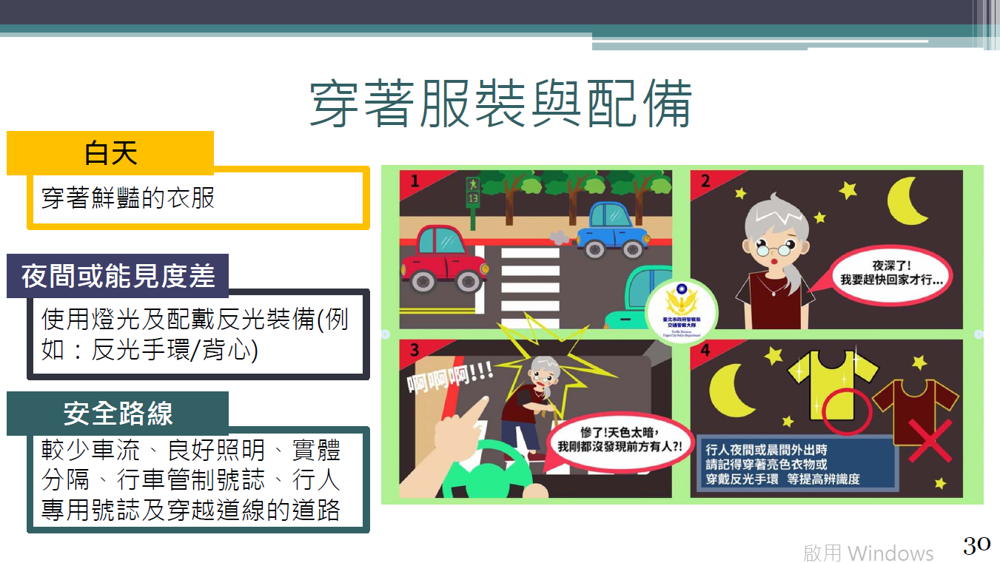 穿著服裝與配備
白天
穿著鮮豔的衣服
夜間或能見度差
使用燈光及配戴反光裝備(例
如：反光手環/背心)
安全路線
較少車流、良好照明、實體
分隔、行車管制號誌、行人
專用號誌及穿越道線的道路
1
13
2
夜深了!
我要趕快回家才行...
臺北市政府警察局
交通警察大隊
Traffic Division,
Taipei City Police Department
3
啊啊啊!!!
慘了!天色太暗，
我剛都沒發現前方有人?!
4
行人夜間或晨間外出時
請記得穿著亮色衣物或
穿戴反光手環 等提高辨識度
啟用 Windows
30